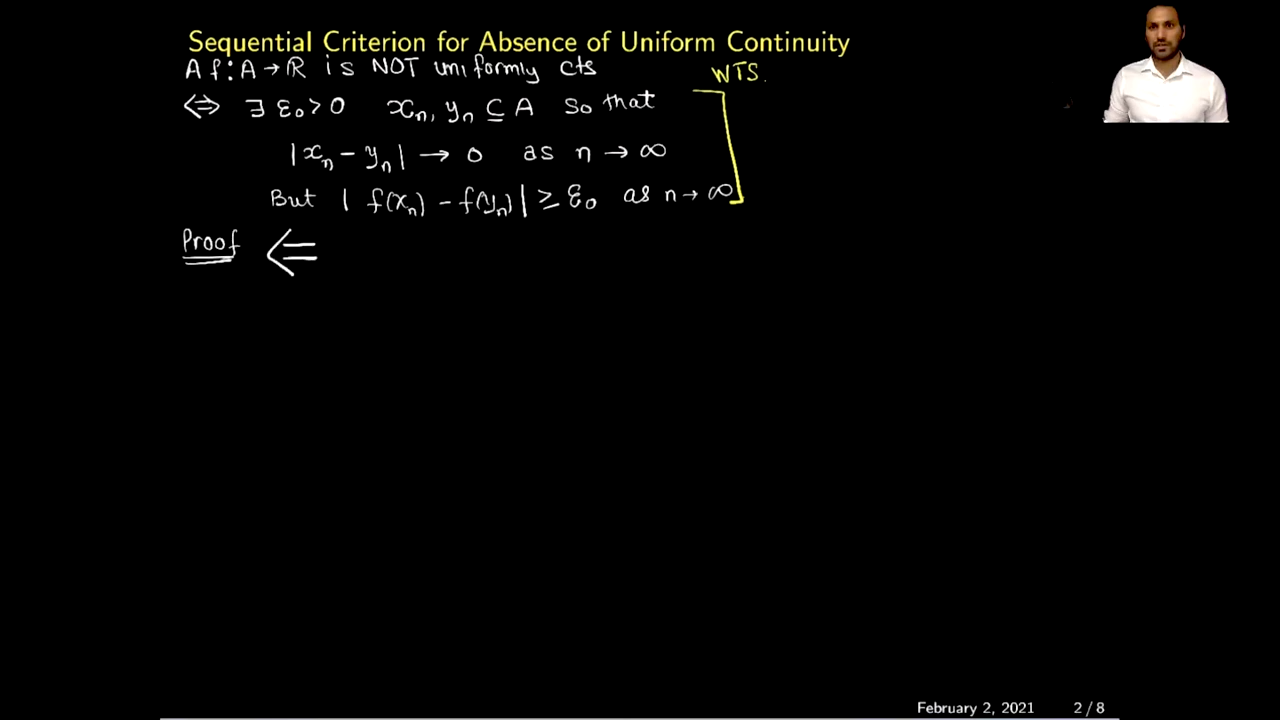 Sequential Criterion for Absence of Uniform Continuity
A f : A → ℝ is NOT uniformly cts
WTS.
⇔ ∃ ε₀ > 0 xₙ, yₙ ⊆ A so that
|xₙ - yₙ| → 0 as n → ∞
But | f(xₙ) - f(yₙ) | ≥ ε₀ as n → ∞
Proof ⇐
February 2, 2021 2 / 8